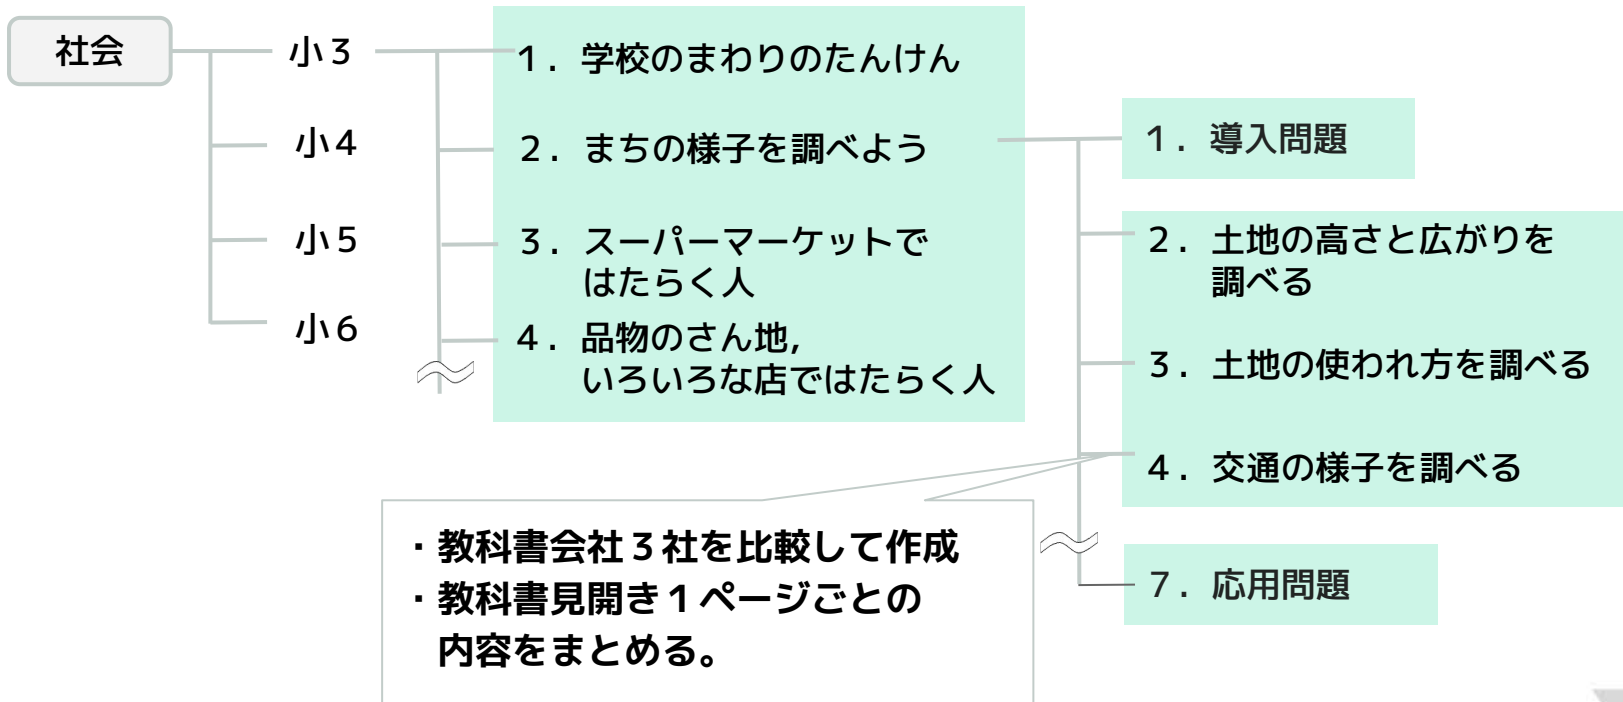 社会
小３
小４
小５
小６
１．学校のまわりのたんけん
２．まちの様子を調べよう
３．スーパーマーケットで
はたらく人
４．品物のさん地，
いろいろな店ではたらく人
１．導入問題
２．土地の高さと広がりを
調べる
３．土地の使われ方を調べる
４．交通の様子を調べる
７．応用問題
・教科書会社３社を比較して作成
・教科書見開き１ページごとの
内容をまとめる。